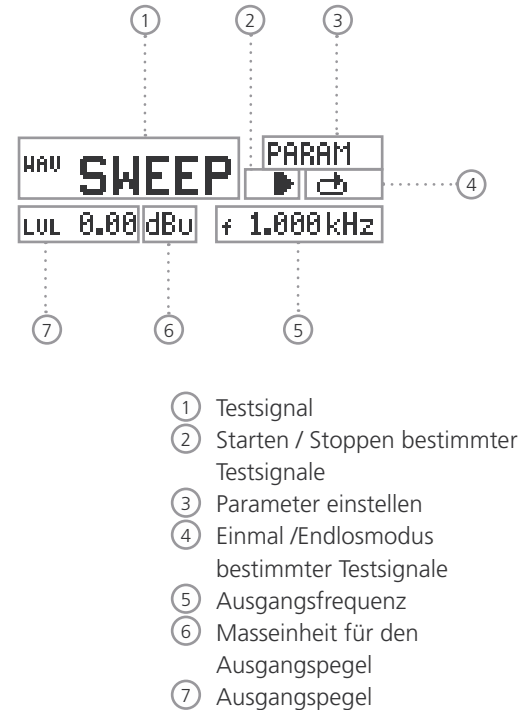 1 2 3
PARAM
WAV SWEEP
4
LVL 0.00 dBu f 1.000 kHz
7 6 5
1 Testsignal
2 Starten / Stoppen bestimmter
Testsignale
3 Parameter einstellen
4 Einmal /Endlosmodus
bestimmter Testsignale
5 Ausgangsfrequenz
6 Masseinheit für den
Ausgangspegel
7 Ausgangspegel